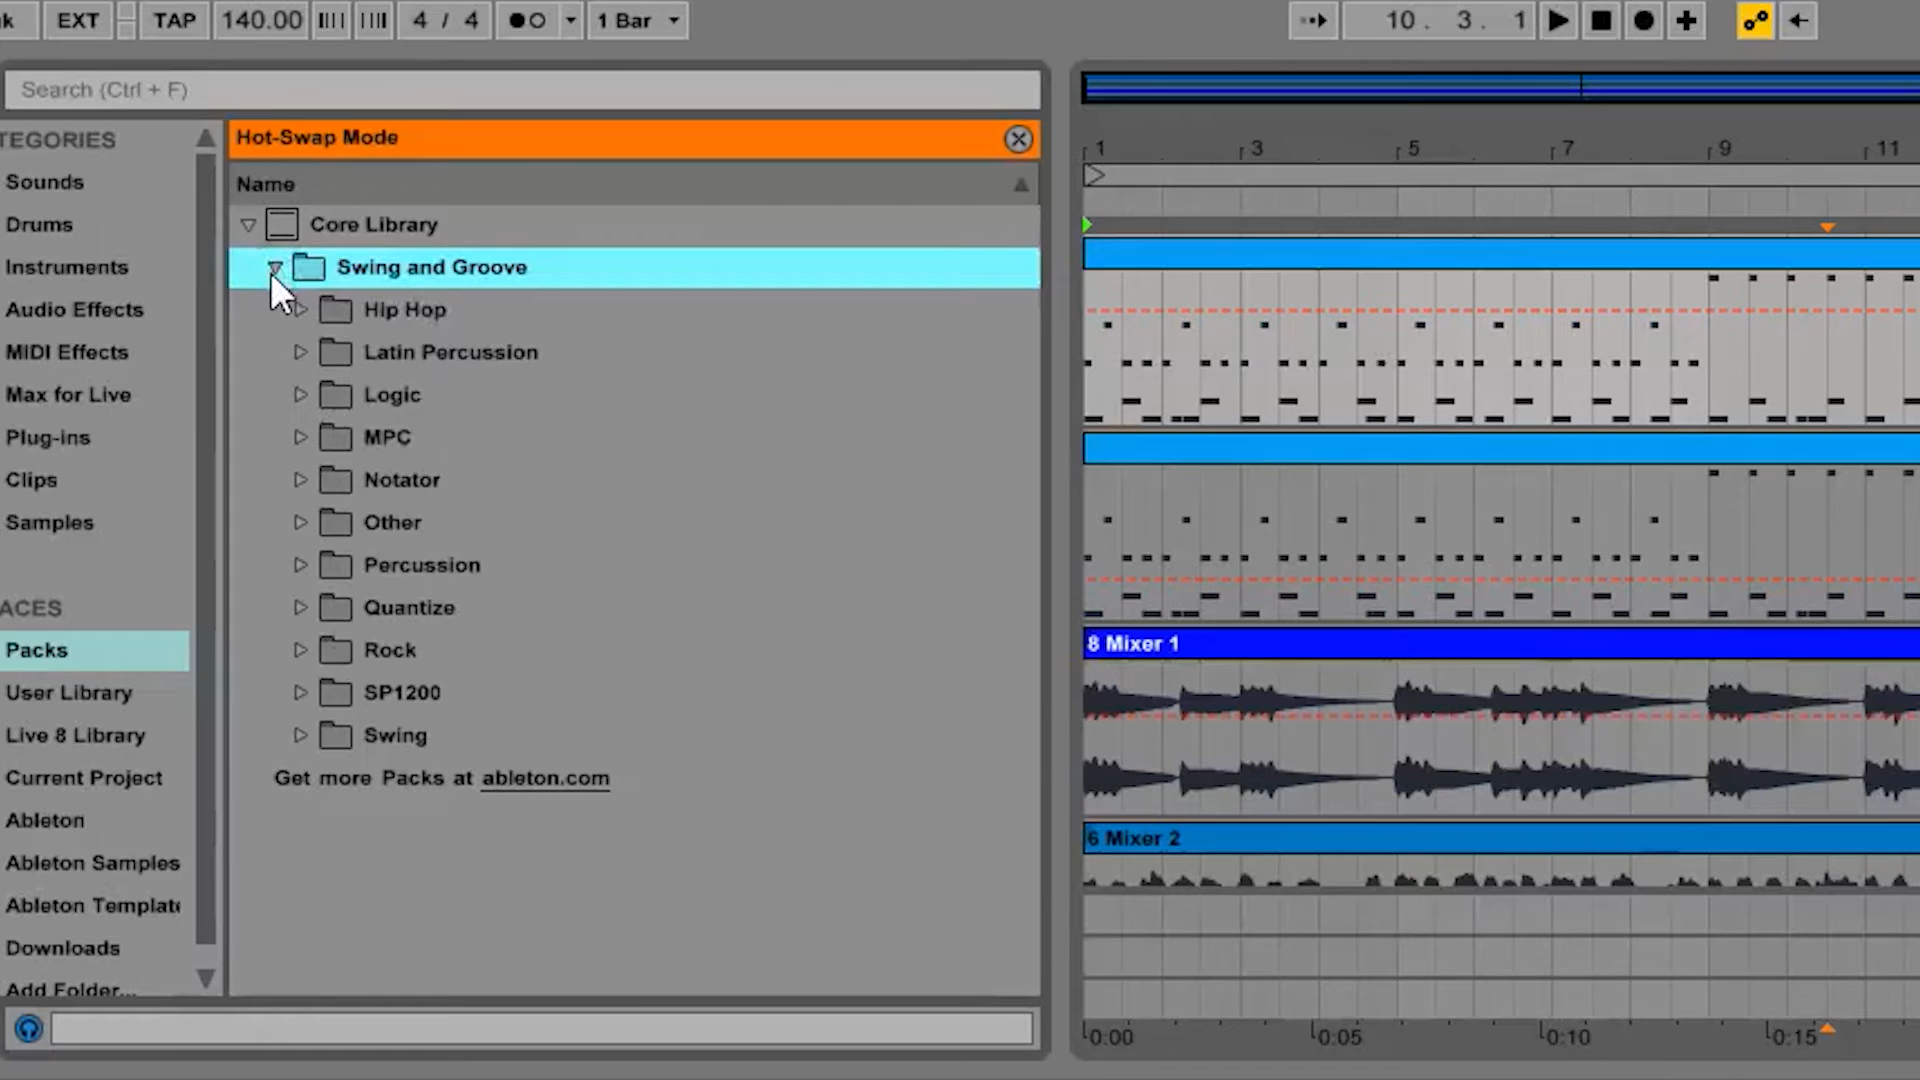 k EXT TAP 140.00 4 / 4 1 Bar 10. 3. 1
Search (Ctrl + F)
TEGORIES
Sounds
Drums
Instruments
Audio Effects
MIDI Effects
Max for Live
Plug-ins
Clips
Samples
ACES
Packs
User Library
Live 8 Library
Current Project
Ableton
Ableton Samples
Ableton Templat
Downloads
Add Folder...
Hot-Swap Mode
Name
Core Library
Swing and Groove
Hip Hop
Latin Percussion
Logic
MPC
Notator
Other
Percussion
Quantize
Rock
SP1200
Swing
Get more Packs at ableton.com
1 3 5 7 9 11
8 Mixer 1
6 Mixer 2
0:00 0:05 0:10 0:15